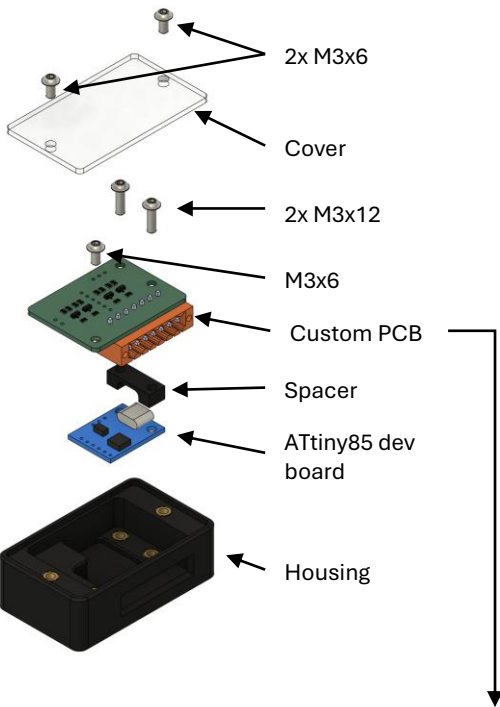 2x M3x6
Cover
2x M3x12
M3x6
Custom PCB
Spacer
ATtiny85 dev
board
Housing